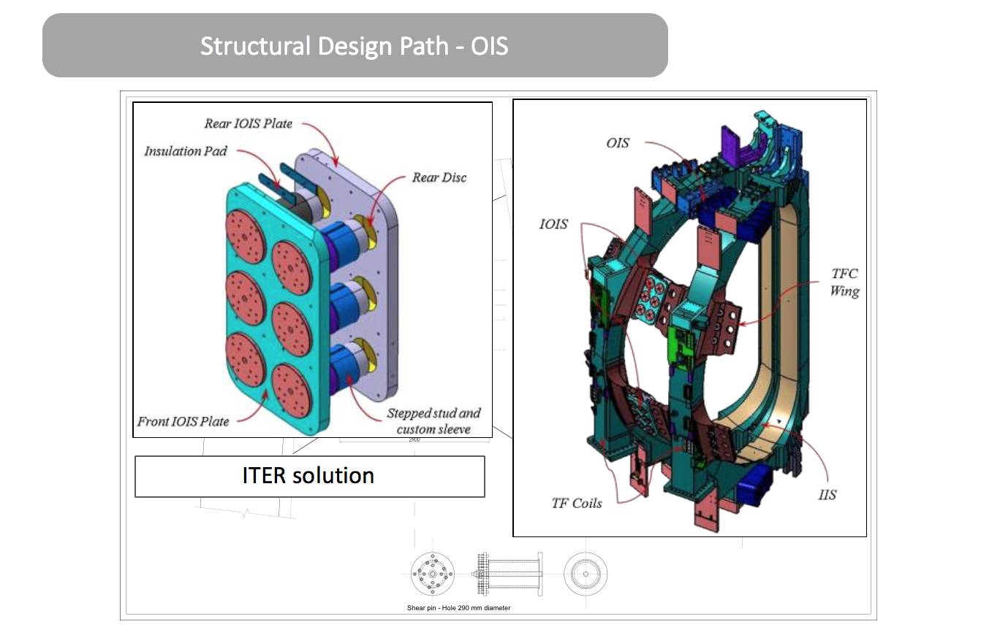 Structural Design Path - OIS
Rear IOIS Plate
Insulation Pad
Rear Disc
Front IOIS Plate
Stepped stud and
custom sleeve
2900
ITER solution
OIS
IOIS
TFC
Wing
TF Coils
IIS
Shear pin - Hole 290 mm diameter